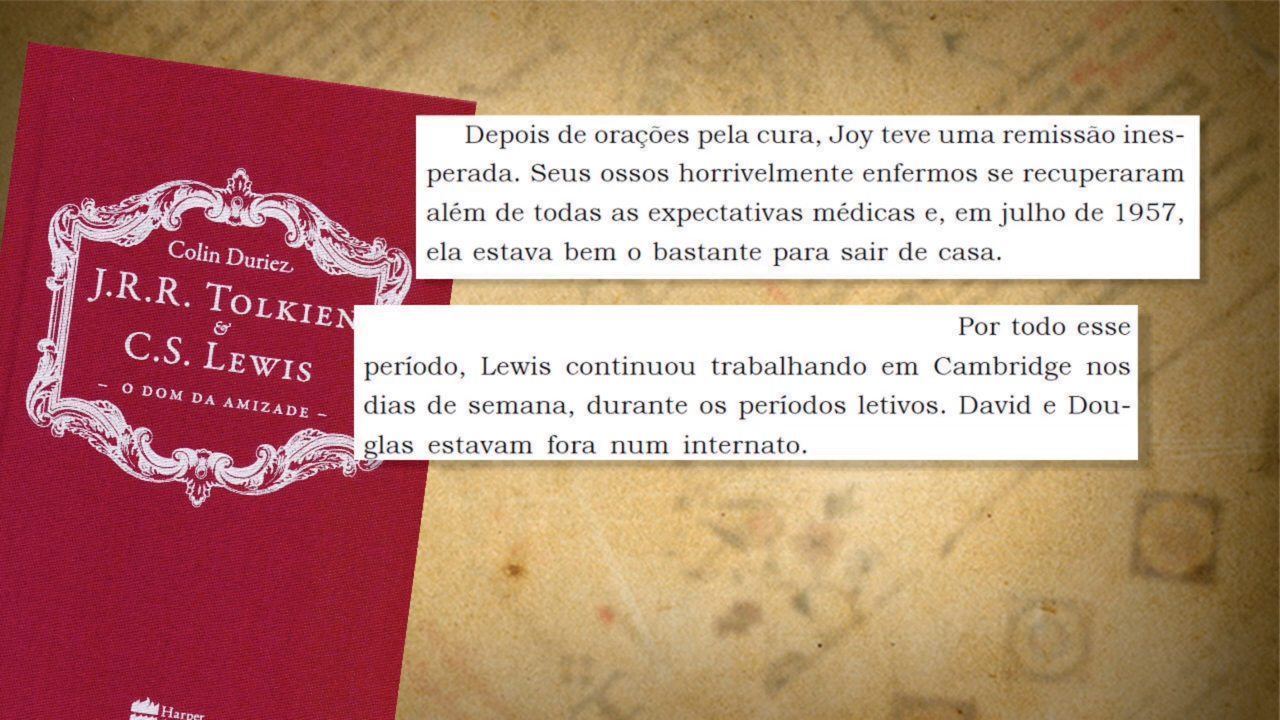 Colin Duriez
J.R.R. TOLKIEN
&
C.S. LEWIS
- O DOM DA AMIZADE -
Harper
Depois de orações pela cura, Joy teve uma remissão ines-
perada. Seus ossos horrivelmente enfermos se recuperaram
além de todas as expectativas médicas e, em julho de 1957,
ela estava bem o bastante para sair de casa.
Por todo esse
período, Lewis continuou trabalhando em Cambridge nos
dias de semana, durante os períodos letivos. David e Dou-
glas estavam fora num internato.